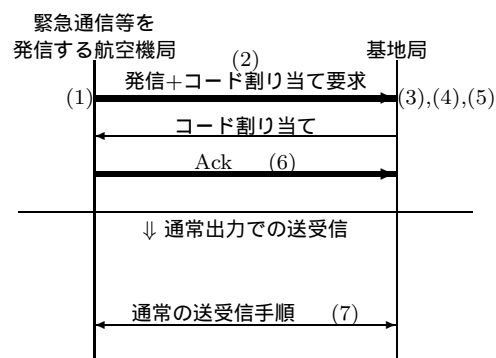 緊急通信等を
発信する航空機局
基地局
(2)
発信+コード割り当て要求
(1)
(3),(4),(5)
コード割り当て
Ack (6)
⇓ 通常出力での送受信
通常の送受信手順 (7)